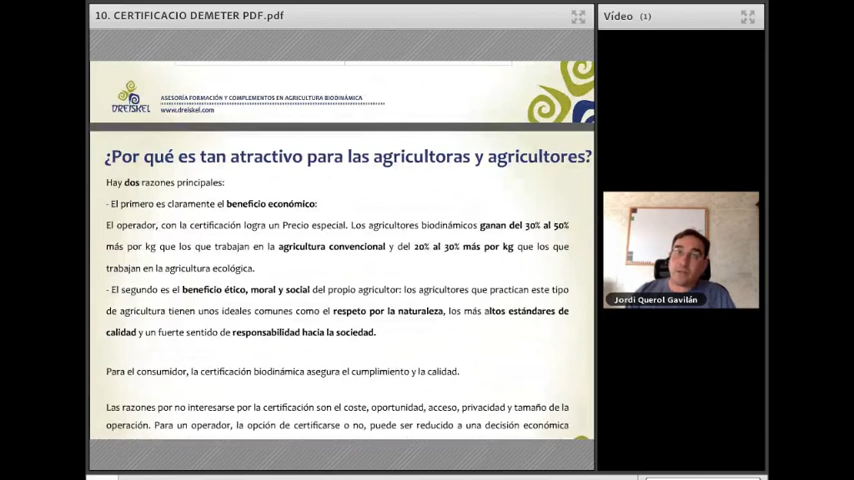 10. CERTIFICACIO DEMETER PDF.pdf
Vídeo (1)
DREISKEL
ASESORÍA FORMACIÓN Y COMPLEMENTOS EN AGRICULTURA BIODINÁMICA
www.dreiskel.com
¿Por qué es tan atractivo para las agricultoras y agricultores?
Hay dos razones principales:
- El primero es claramente el beneficio económico:
El operador, con la certificación logra un Precio especial. Los agricultores biodinámicos ganan del 30% al 50%
más por kg que los que trabajan en la agricultura convencional y del 20% al 30% más por kg que los que
trabajan en la agricultura ecológica.
- El segundo es el beneficio ético, moral y social del propio agricultor: los agricultores que practican este tipo
de agricultura tienen unos ideales comunes como el respeto por la naturaleza, los más altos estándares de
calidad y un fuerte sentido de responsabilidad hacia la sociedad.
Para el consumidor, la certificación biodinámica asegura el cumplimiento y la calidad.
Las razones por no interesarse por la certificación son el coste, oportunidad, acceso, privacidad y tamaño de la
operación. Para un operador, la opción de certificarse o no, puede ser reducido a una decisión económica
Jordi Querol Gavilán